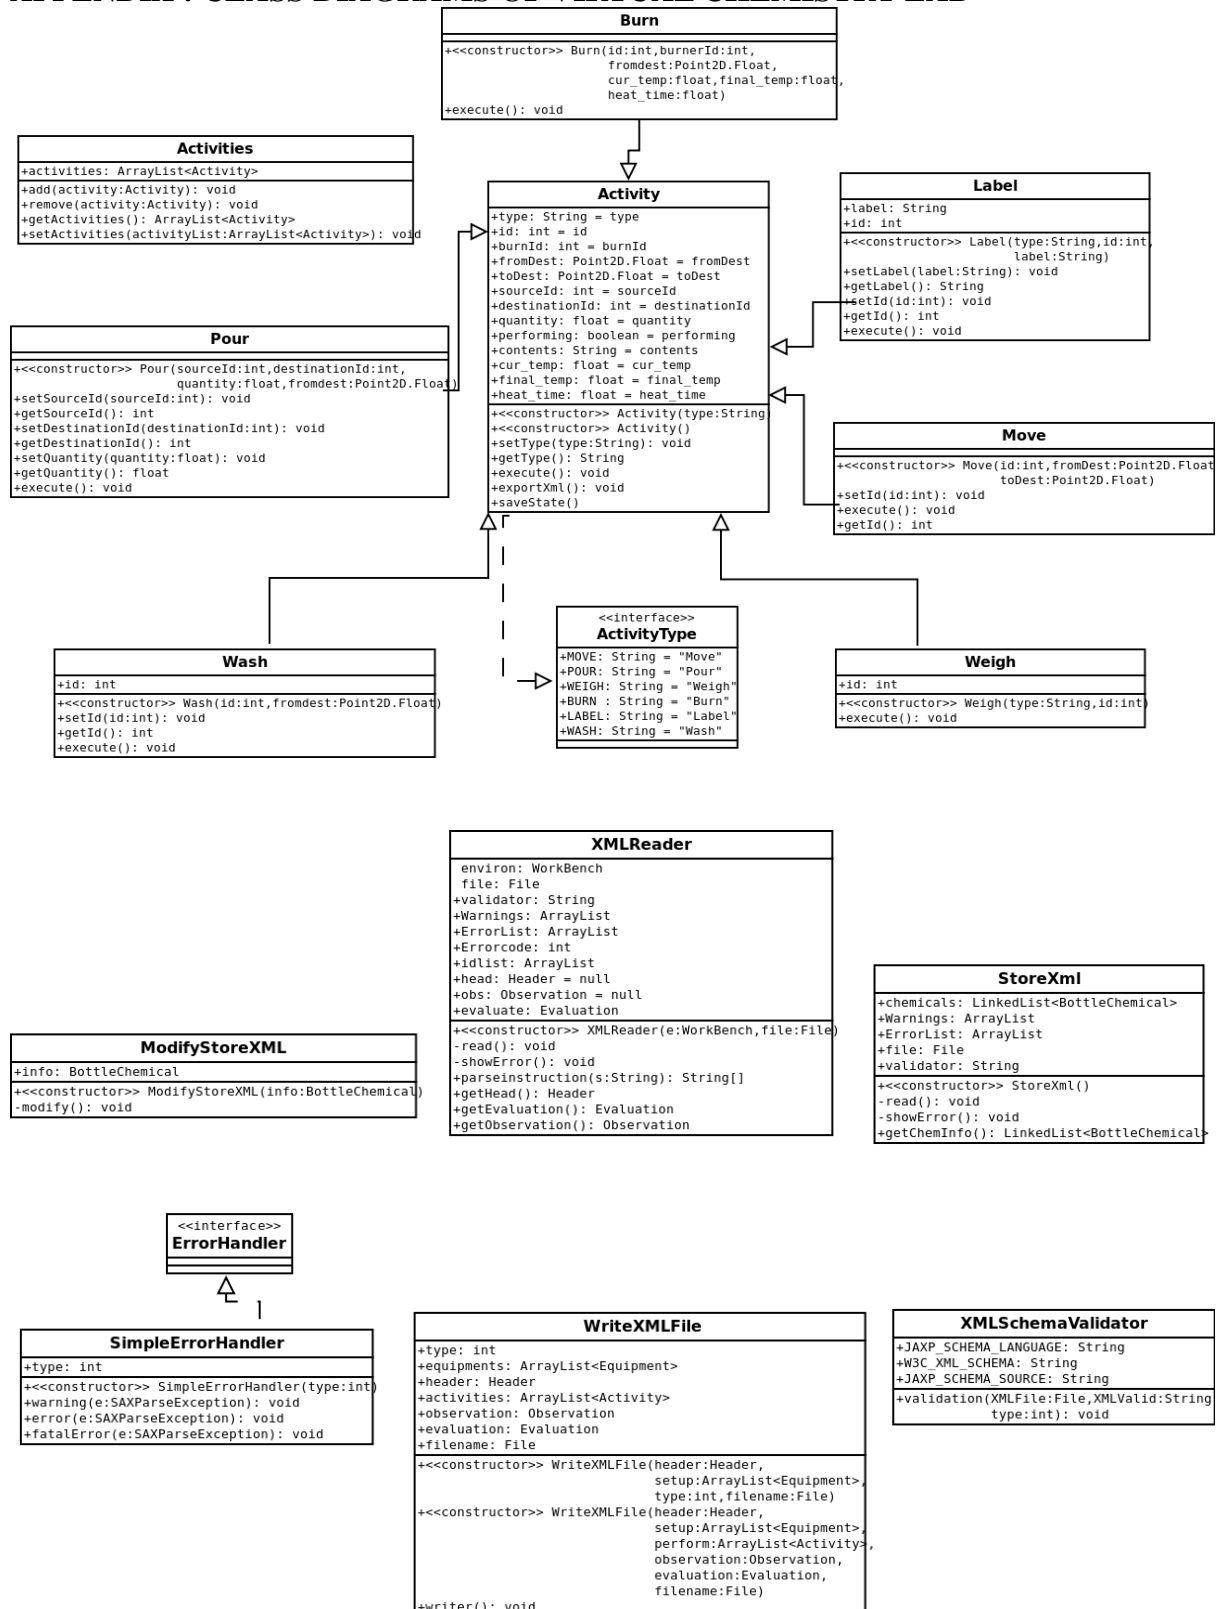 Burn
+<<constructor>> Burn(id:int,burnerId:int,
fromdest:Point2D.Float,
cur_temp:float,final_temp:float,
heat_time:float)
+execute(): void
Activities
+activities: ArrayList<Activity>
+add(activity:Activity): void
+remove(activity:Activity): void
+getActivities(): ArrayList<Activity>
+setActivities(activityList:ArrayList<Activity>): void
Activity
+type: String = type
+id: int = id
+burnId: int = burnId
+fromDest: Point2D.Float = fromDest
+toDest: Point2D.Float = toDest
+sourceId: int = sourceId
+destinationId: int = destinationId
+quantity: float = quantity
+performing: boolean = performing
+contents: String = contents
+cur_temp: float = cur_temp
+final_temp: float = final_temp
+heat_time: float = heat_time
+<<constructor>> Activity(type:String)
+<<constructor>> Activity()
+setType(type:String): void
+getType(): String
+execute(): void
+exportXml(): void
+saveState()
Label
+label: String
+id: int
+<<constructor>> Label(type:String,id:int,
label:String)
+setLabel(label:String): void
+getLabel(): String
+setId(id:int): void
+getId(): int
+execute(): void
Pour
+<<constructor>> Pour(sourceId:int,destinationId:int,
quantity:float,fromdest:Point2D.Float)
+setSourceId(sourceId:int): void
+getSourceId(): int
+setDestinationId(destinationId:int): void
+getDestinationId(): int
+setQuantity(quantity:float): void
+getQuantity(): float
+execute(): void
Move
+<<constructor>> Move(id:int,fromDest:Point2D.Float
toDest:Point2D.Float)
+setId(id:int): void
+execute(): void
+getId(): int
Wash
+id: int
+<<constructor>> Wash(id:int,fromdest:Point2D.Float)
+setId(id:int): void
+getId(): int
+execute(): void
<<interface>>
ActivityType
+MOVE: String = "Move"
+POUR: String = "Pour"
+WEIGH: String = "Weigh"
+BURN : String = "Burn"
+LABEL: String = "Label"
+WASH: String = "Wash"
Weigh
+id: int
+<<constructor>> Weigh(type:String,id:int)
+execute(): void
XMLReader
environ: WorkBench
file: File
+validator: String
+Warnings: ArrayList
+ErrorList: ArrayList
+Errorcode: int
+idlist: ArrayList
+head: Header = null
+obs: Observation = null
+evaluate: Evaluation
+<<constructor>> XMLReader(e:WorkBench,file:File)
-read(): void
-showError(): void
+parseinstruction(s:String): String[]
+getHead(): Header
+getEvaluation(): Evaluation
+getObservation(): Observation
StoreXml
+chemicals: LinkedList<BottleChemical>
+Warnings: ArrayList
+ErrorList: ArrayList
+file: File
+validator: String
+<<constructor>> StoreXml()
-read(): void
-showError(): void
+getChemInfo(): LinkedList<BottleChemical>
ModifyStoreXML
+info: BottleChemical
+<<constructor>> ModifyStoreXML(info:BottleChemical)
-modify(): void
<<interface>>
ErrorHandler
SimpleErrorHandler
+type: int
+<<constructor>> SimpleErrorHandler(type:int)
+warning(e:SAXParseException): void
+error(e:SAXParseException): void
+fatalError(e:SAXParseException): void
WriteXMLFile
+type: int
+equipments: ArrayList<Equipment>
+header: Header
+activities: ArrayList<Activity>
+observation: Observation
+evaluation: Evaluation
+filename: File
+<<constructor>> WriteXMLFile(header:Header,
setup:ArrayList<Equipment>,
type:int,filename:File)
+<<constructor>> WriteXMLFile(header:Header,
setup:ArrayList<Equipment>,
perform:ArrayList<Activity>,
observation:Observation,
evaluation:Evaluation,
filename:File)
+writer(): void
XMLSchemaValidator
+JAXP_SCHEMA_LANGUAGE: String
+W3C_XML_SCHEMA: String
+JAXP_SCHEMA_SOURCE: String
+validation(XMLFile:File,XMLValid:String
type:int): void